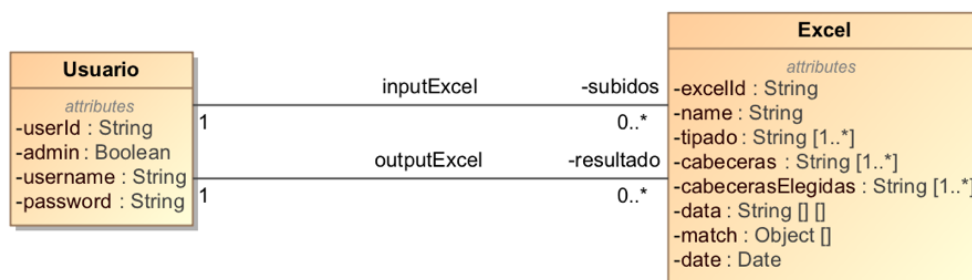 Usuario
attributes
-userId : String
-admin : Boolean
-username : String
-password : String
inputExcel
-subidos
1
0..*
outputExcel
-resultado
1
0..*
Excel
attributes
-excelId : String
-name : String
-tipado : String [1..*]
-cabeceras : String [1..*]
-cabecerasElegidas : String [1..*]
-data : String [] []
-match : Object []
-date : Date